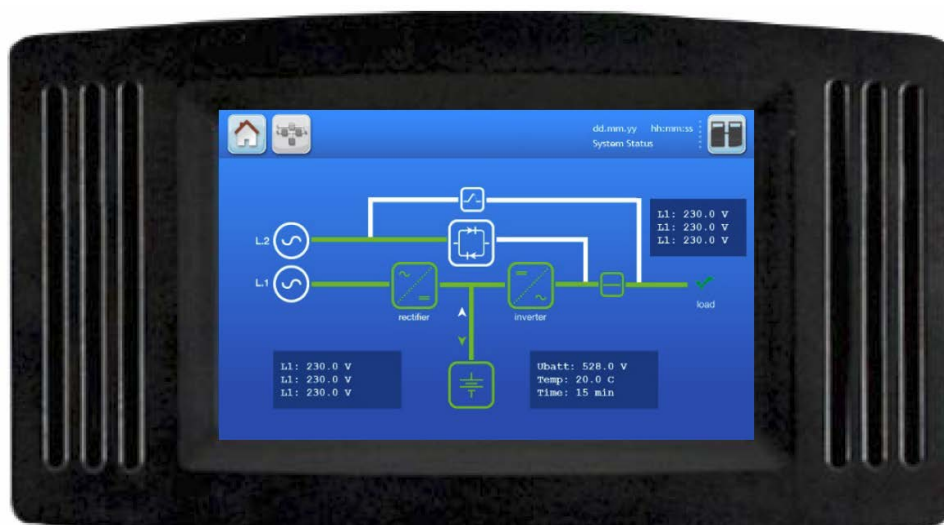 dd.mm.yy hh:mm:ss
System Status
L1: 230.0 V
L1: 230.0 V
L1: 230.0 V
L.2
L.1
rectifier
inverter
load
L1: 230.0 V
L1: 230.0 V
L1: 230.0 V
Ubatt: 528.0 V
Temp: 20.0 C
Time: 15 min